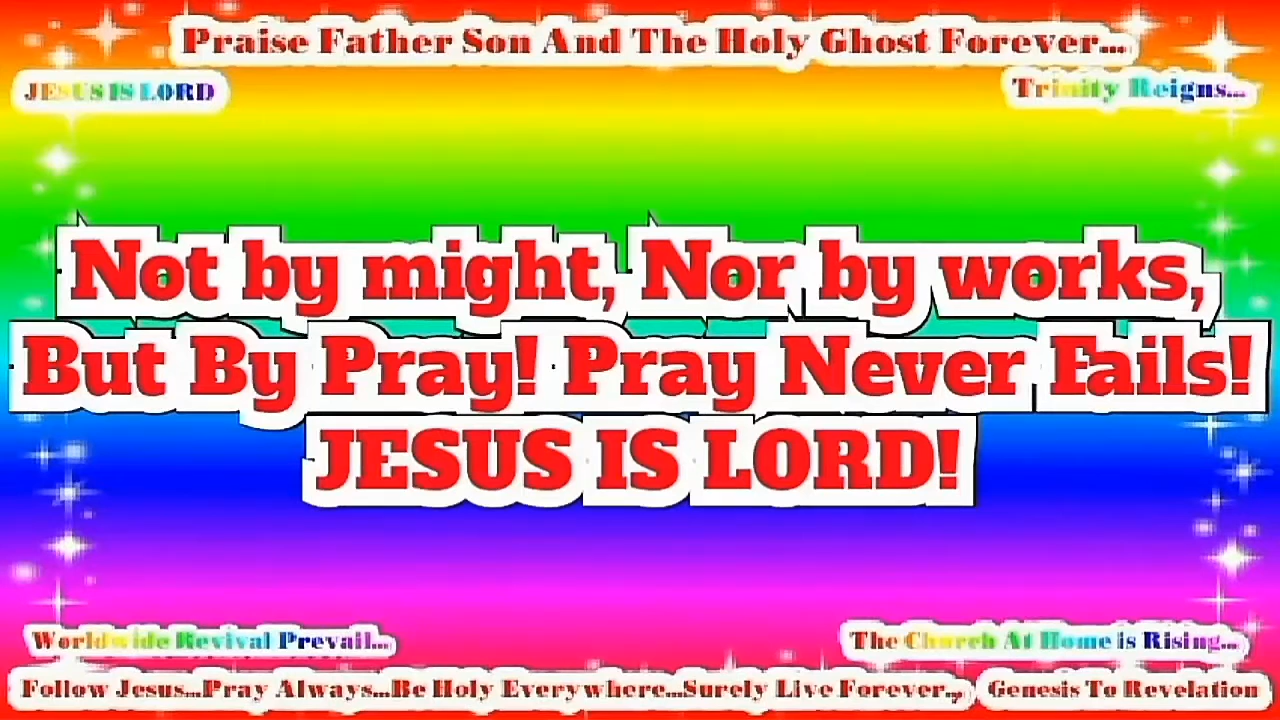 Praise Father Son And The Holy Ghost Forever...
JESUS IS LORD
Trinity Reigns...
Not by might, Nor by works,
But By Pray! Pray Never Fails!
JESUS IS LORD!
Worldwide Revival Prevail...
The Church At Home is Rising...
Follow Jesus...Pray Always...Be Holy Everywhere...Surely Live Forever.,
Genesis To Revelation